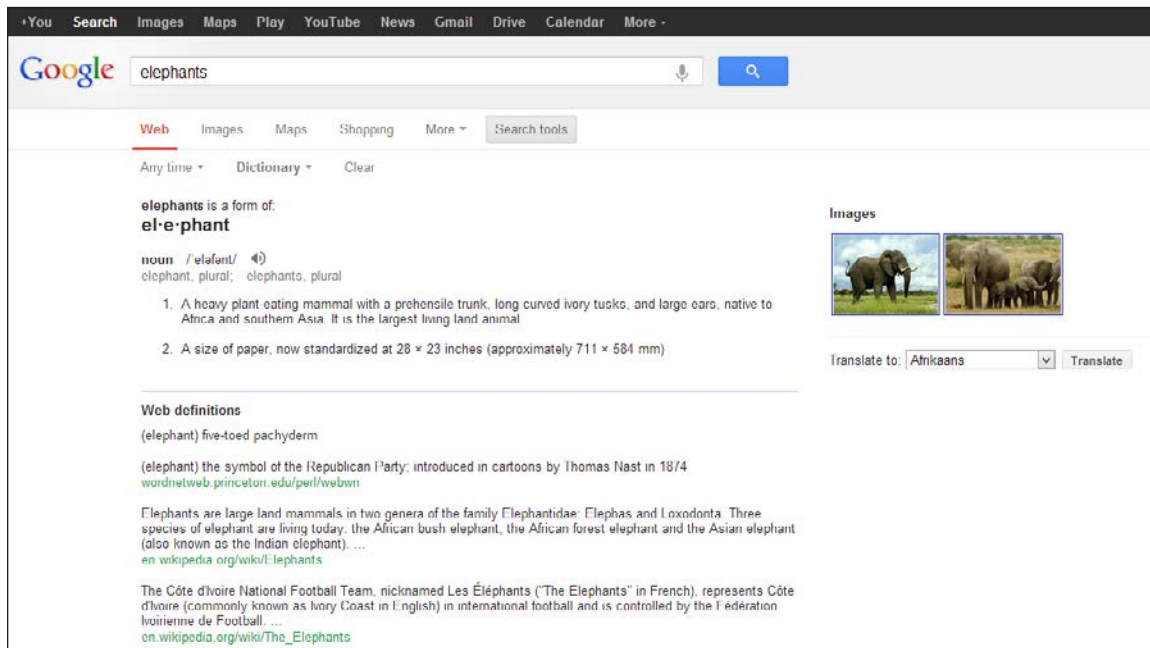 +You Search Images Maps Play YouTube News Gmail Drive Calendar More
Google elephants
Web Images Maps Shopping More Search tools
Any time Dictionary Clear
elephants is a form of:
el·e·phant
noun /ˈeləfənt/
elephant, plural; elephants, plural
1. A heavy plant-eating mammal with a prehensile trunk, long curved ivory tusks, and large ears, native to
Africa and southern Asia. It is the largest living land animal
2. A size of paper, now standardized at 28 × 23 inches (approximately 711 × 584 mm)
Web definitions
(elephant) five-toed pachyderm
(elephant) the symbol of the Republican Party; introduced in cartoons by Thomas Nast in 1874
wordnetweb.princeton.edu/perl/webwn
Elephants are large land mammals in two genera of the family Elephantidae: Elephas and Loxodonta. Three
species of elephant are living today: the African bush elephant, the African forest elephant and the Asian elephant
(also known as the Indian elephant). ...
en.wikipedia.org/wiki/Elephants
The Côte d'Ivoire National Football Team, nicknamed Les Éléphants ("The Elephants" in French), represents Côte
d'Ivoire (commonly known as Ivory Coast in English) in international football and is controlled by the Fédération
Ivoirienne de Football. ...
en.wikipedia.org/wiki/The_Elephants
Images
Translate to: Afrikaans Translate